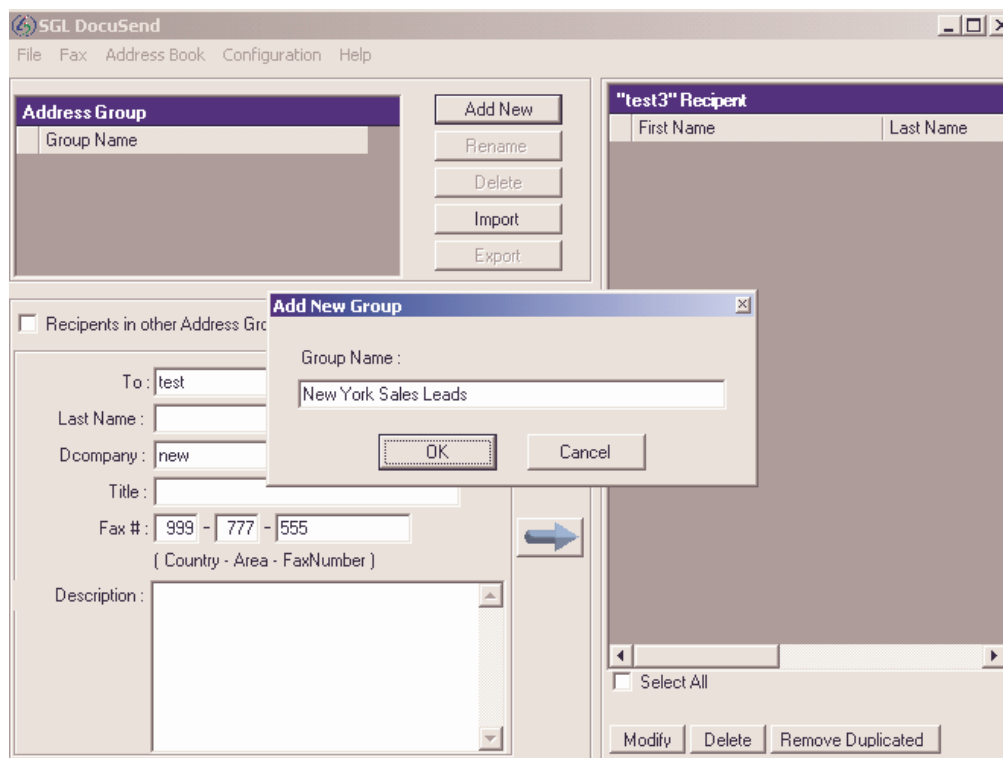 SGL DocuSend
File Fax Address Book Configuration Help
Address Group
Group Name
Add New
Rename
Delete
Import
Export
"test3" Recipent
First Name Last Name
Recipents in other Address Gro
To : test
Last Name :
Dcompany : new
Title :
Fax # : 999 - 777 - 555
( Country - Area - FaxNumber )
Description :
Add New Group
Group Name :
New York Sales Leads
OK Cancel
Select All
Modify Delete Remove Duplicated